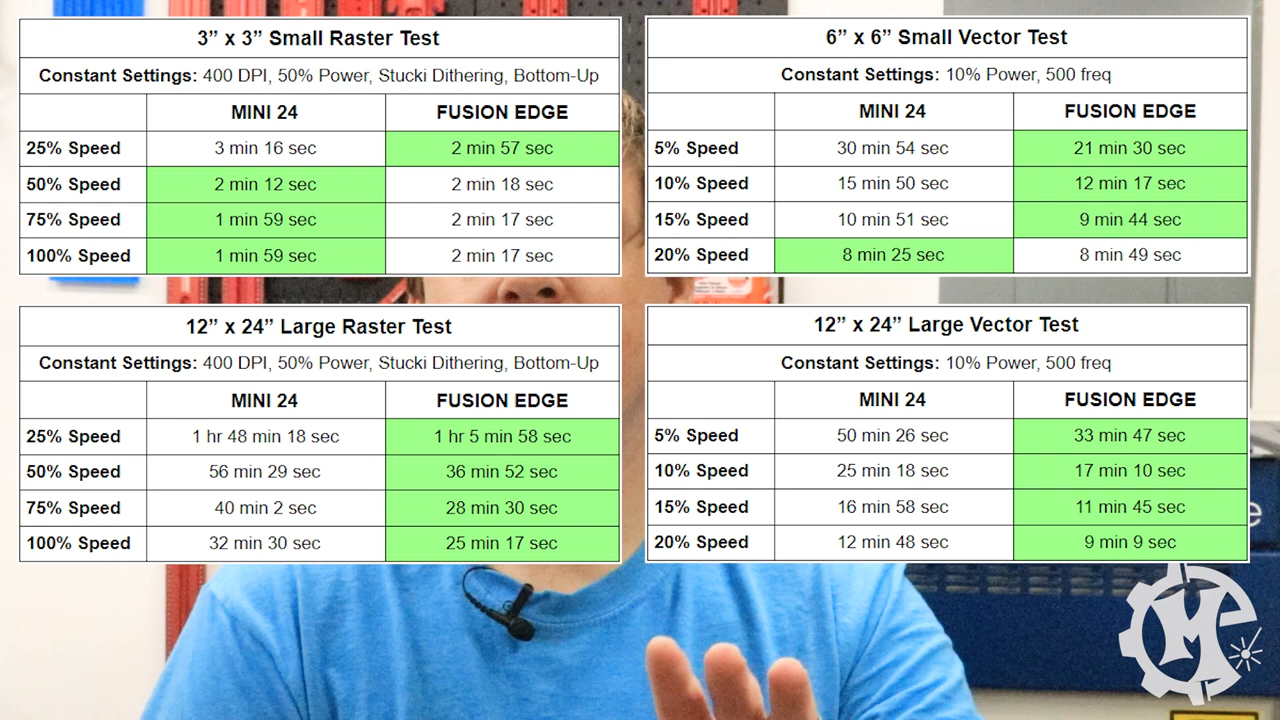 3” x 3” Small Raster Test
Constant Settings: 400 DPI, 50% Power, Stucki Dithering, Bottom-Up
MINI 24 FUSION EDGE
25% Speed 3 min 16 sec 2 min 57 sec
50% Speed 2 min 12 sec 2 min 18 sec
75% Speed 1 min 59 sec 2 min 17 sec
100% Speed 1 min 59 sec 2 min 17 sec
6” x 6” Small Vector Test
Constant Settings: 10% Power, 500 freq
MINI 24 FUSION EDGE
5% Speed 30 min 54 sec 21 min 30 sec
10% Speed 15 min 50 sec 12 min 17 sec
15% Speed 10 min 51 sec 9 min 44 sec
20% Speed 8 min 25 sec 8 min 49 sec
12” x 24” Large Raster Test
Constant Settings: 400 DPI, 50% Power, Stucki Dithering, Bottom-Up
MINI 24 FUSION EDGE
25% Speed 1 hr 48 min 18 sec 1 hr 5 min 58 sec
50% Speed 56 min 29 sec 36 min 52 sec
75% Speed 40 min 2 sec 28 min 30 sec
100% Speed 32 min 30 sec 25 min 17 sec
12” x 24” Large Vector Test
Constant Settings: 10% Power, 500 freq
MINI 24 FUSION EDGE
5% Speed 50 min 26 sec 33 min 47 sec
10% Speed 25 min 18 sec 17 min 10 sec
15% Speed 16 min 58 sec 11 min 45 sec
20% Speed 12 min 48 sec 9 min 9 sec